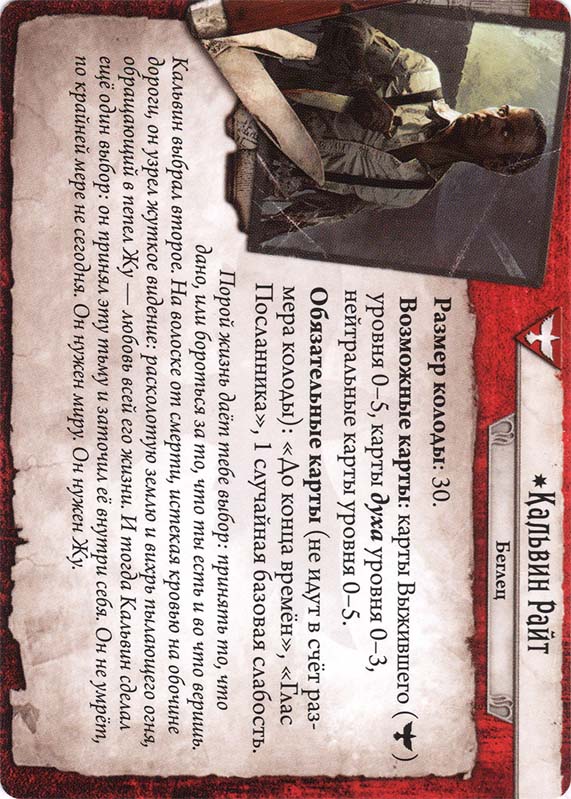 Кальвин Райт
Беглец
Размер колоды: 30.
Возможные карты: карты Выжившего ( )
уровня 0–5, карты духа уровня 0–3,
нейтральные карты уровня 0–5.
Обязательные карты (не идут в счёт раз-
мера колоды): «До конца времён», «Глас
Посланника», 1 случайная базовая слабость.
Порой жизнь даёт тебе выбор: принять то, что
дано, или бороться за то, что ты есть и во что веришь.
Кальвин выбрал второе. На волоске от смерти, истекая кровью на обочине
дороги, он узрел жуткое видение: расколотую землю и вихрь пылающего огня,
обращающий в пепел Жу — любовь всей его жизни. И тогда Кальвин сделал
ещё один выбор: он принял эту тьму и заточил её внутри себя. Он не умрёт,
по крайней мере не сегодня. Он нужен миру. Он нужен Жу.